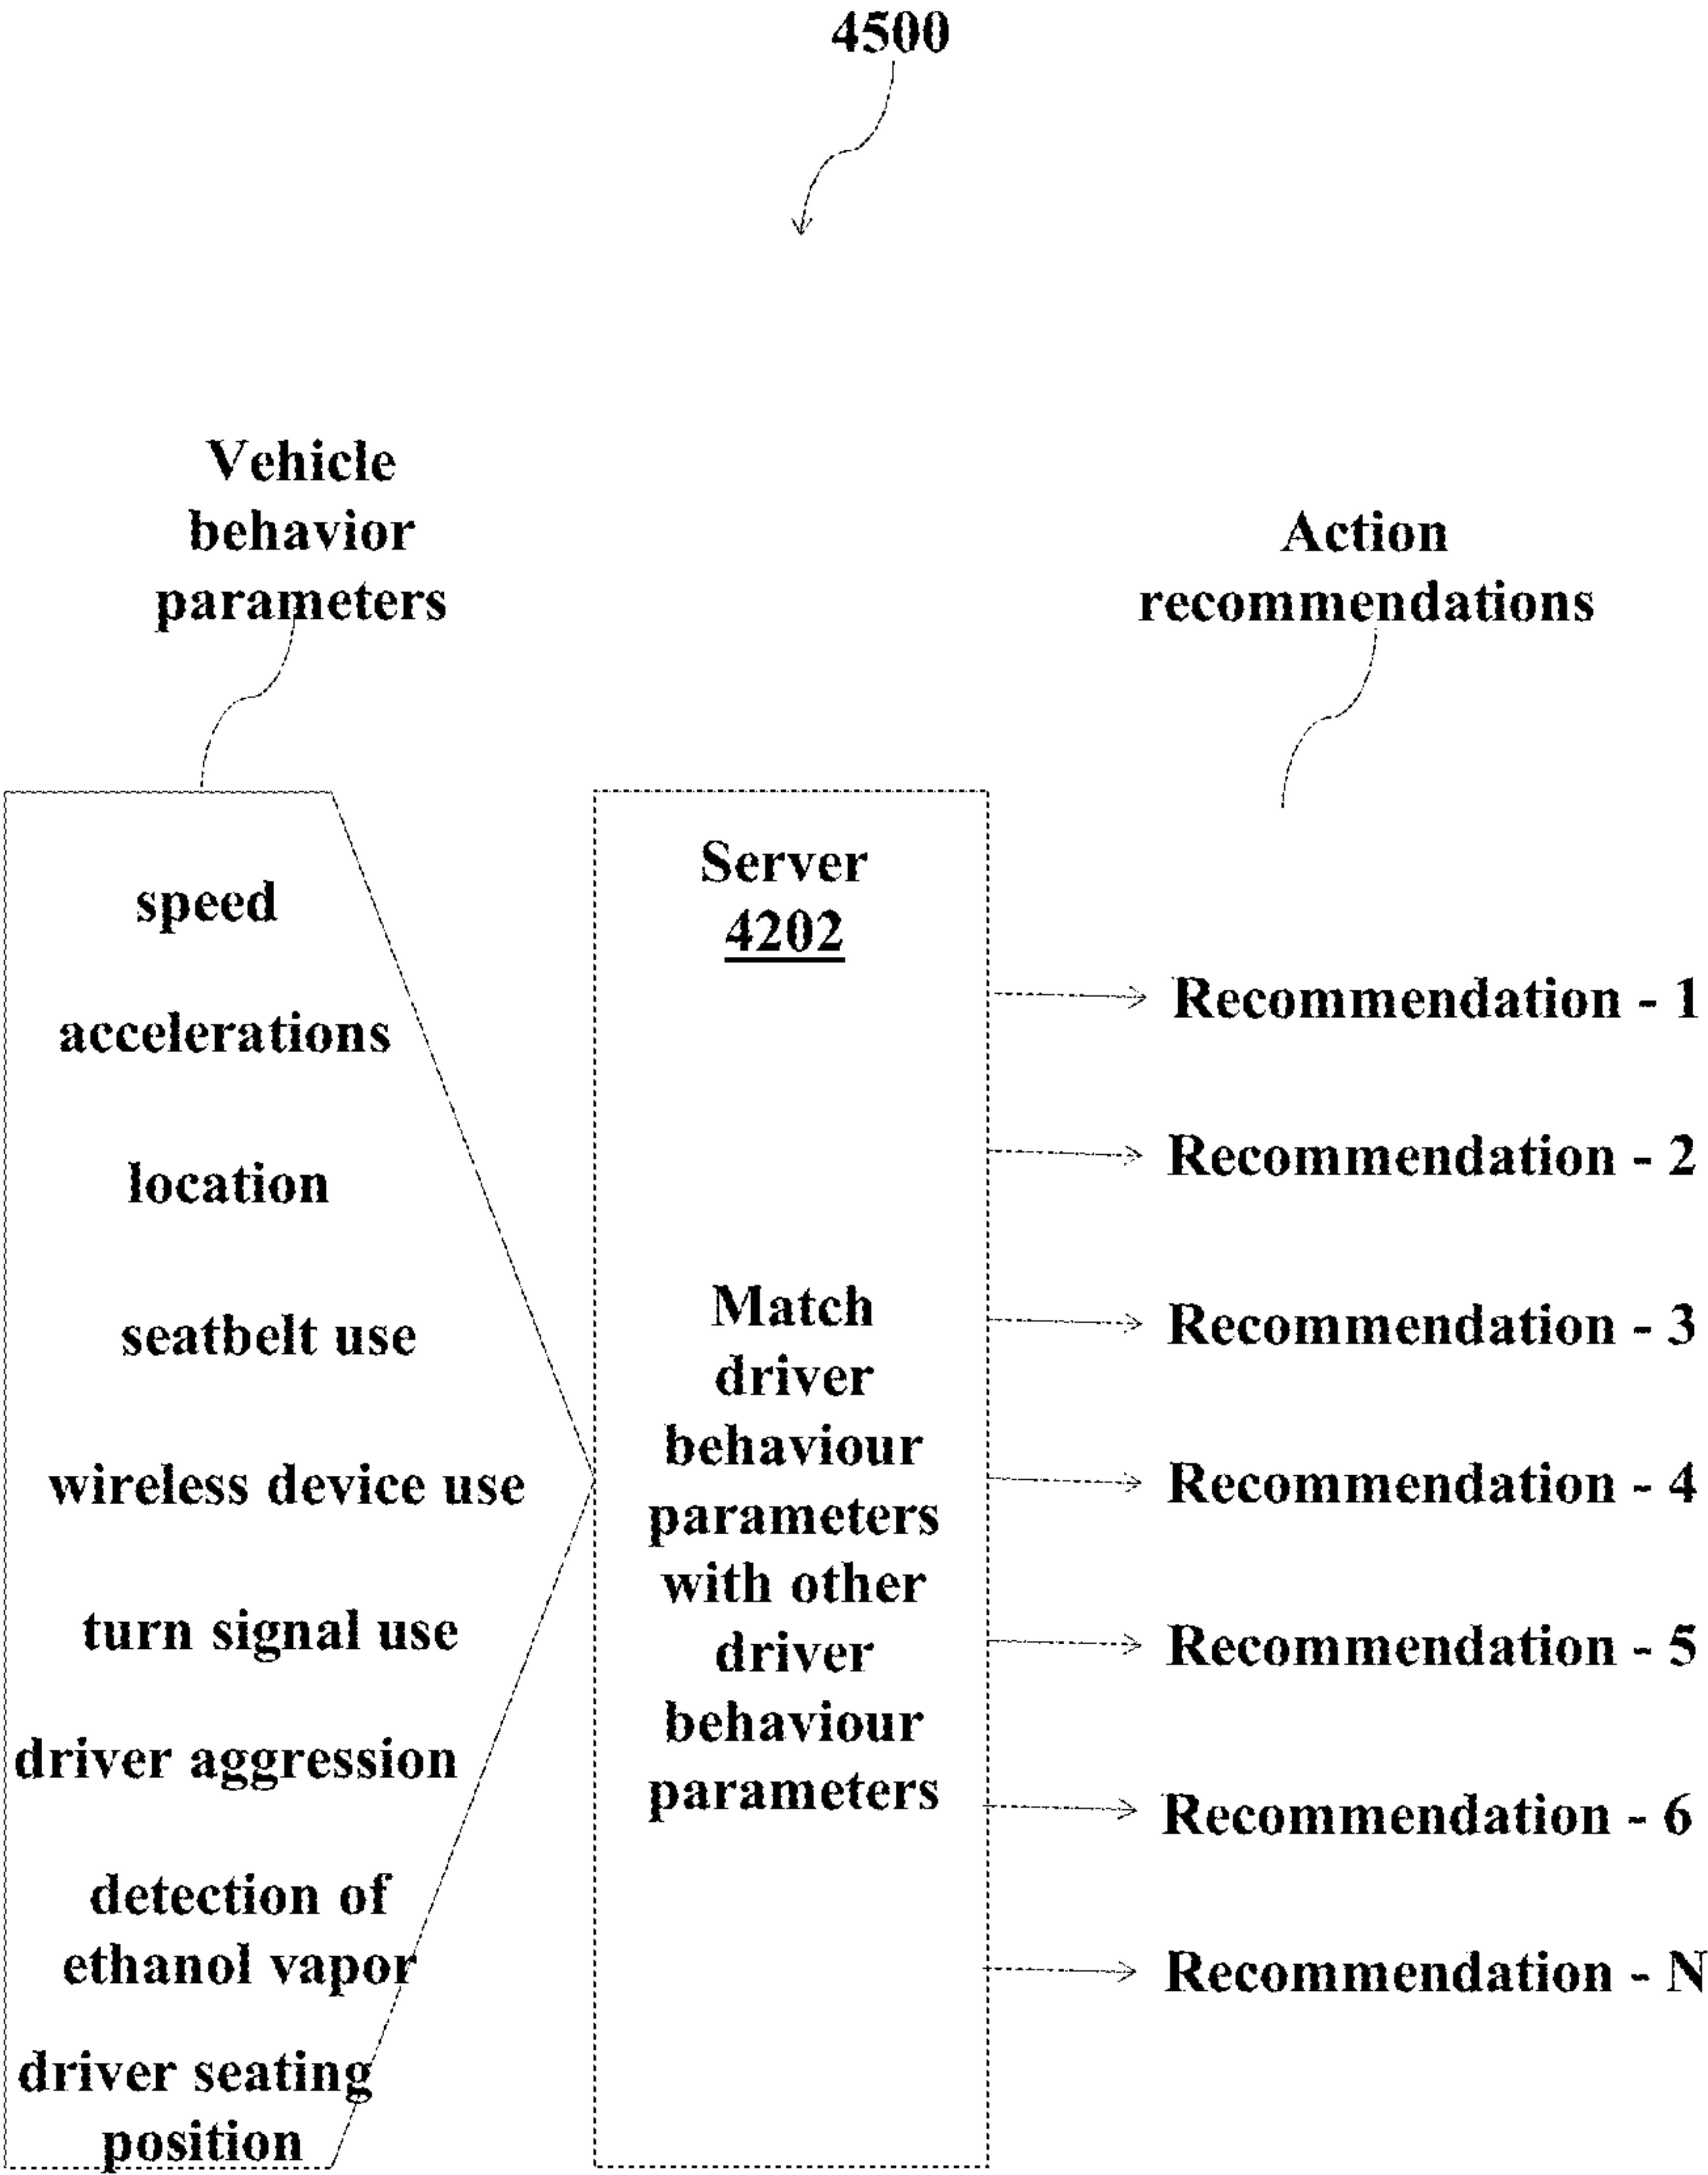 4500
Vehicle
behavior
parameters
Action
recommendations
speed
accelerations
location
seatbelt use
wireless device use
turn signal use
driver aggression
detection of
ethanol vapor
driver seating
position
Server
4202
Match
driver
behaviour
parameters
with other
driver
behaviour
parameters
Recommendation - 1
Recommendation - 2
Recommendation - 3
Recommendation - 4
Recommendation - 5
Recommendation - 6
Recommendation - N